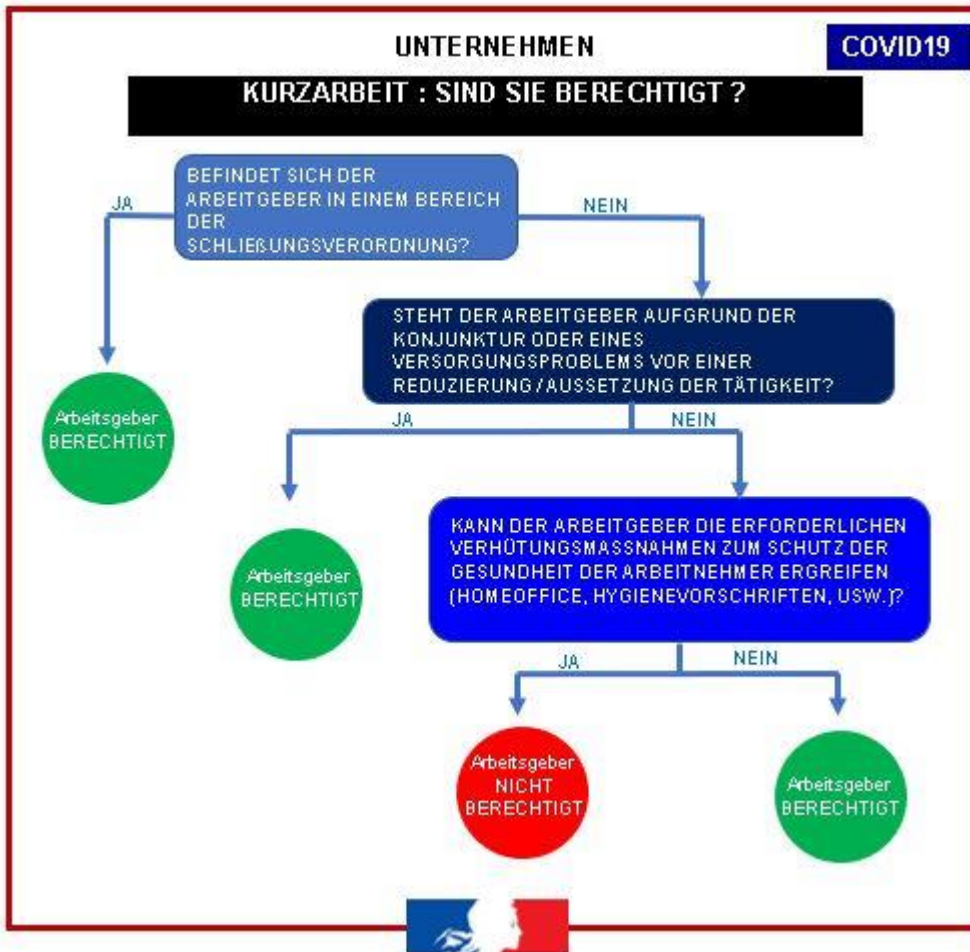 UNTERNEHMEN
COVID19
KURZARBEIT : SIND SIE BERECHTIGT ?
BEFINDET SICH DER
ARBEITGEBER IN EINEM BEREICH
DER
SCHLIEßUNGSVERORDNUNG?
JA
NEIN
STEHT DER ARBEITGEBER AUFGRUND DER
KONJUNKTUR ODER EINES
VERSORGUNGSPROBLEMS VOR EINER
REDUZIERUNG / AUSSETZUNG DER TÄTIGKEIT?
Arbeitsgeber
BERECHTIGT
JA
NEIN
KANN DER ARBEITGEBER DIE ERFORDERLICHEN
VERHÜTUNGSMASSNAHMEN ZUM SCHUTZ DER
GESUNDHEIT DER ARBEITNEHMER ERGREIFEN
(HOMEOFFICE, HYGIENEVORSCHRIFTEN, USW.)?
Arbeitsgeber
BERECHTIGT
JA
NEIN
Arbeitsgeber
NICHT
BERECHTIGT
Arbeitsgeber
BERECHTIGT